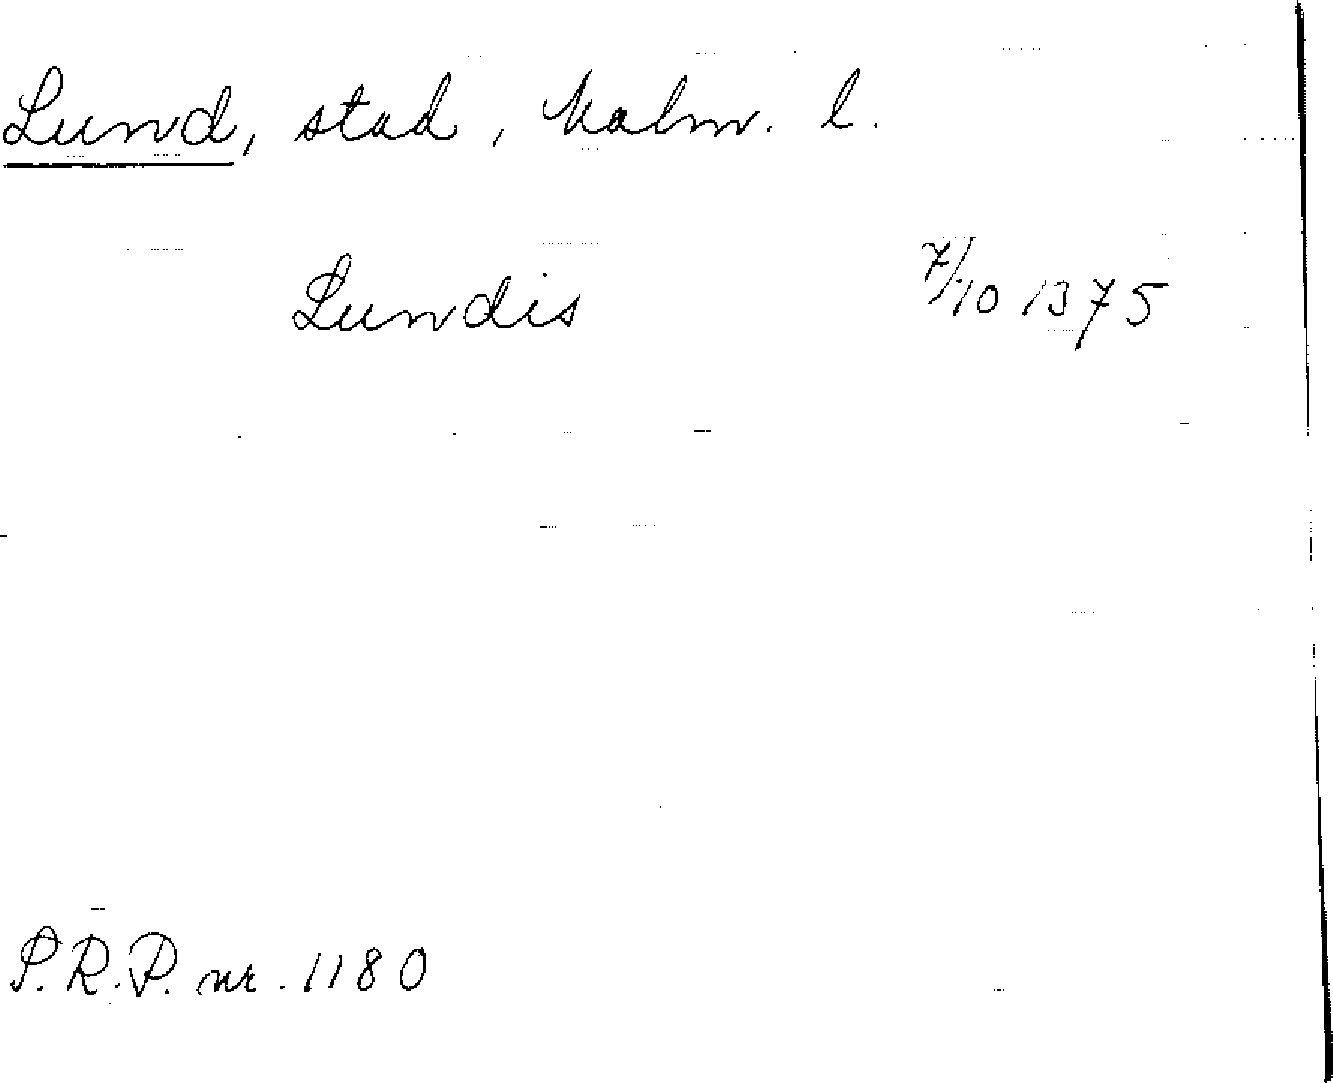 Lund, stad, Malm. l.
Lundis 7/10 1375
S.R.P. nr. 1180